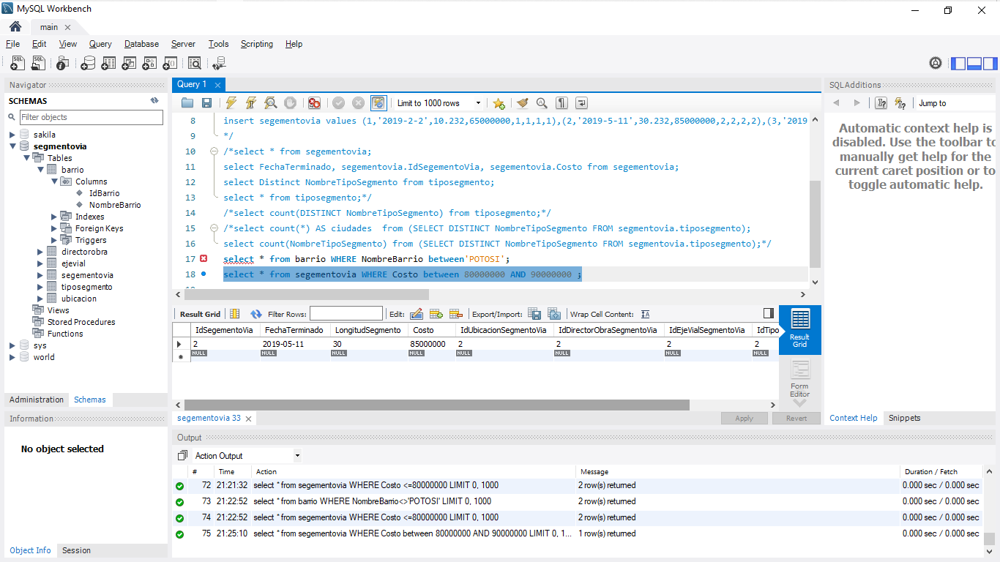 MySQL Workbench
main
File Edit View Query Database Server Tools Scripting Help
Navigator
SCHEMAS
Filter objects
sakila
segmentovia
Tables
barrio
Columns
IdBarrio
NombreBarrio
Indexes
Foreign Keys
Triggers
directorobra
ejevial
segementovia
tiposegmento
ubicacion
Views
Stored Procedures
Functions
sys
world
Administration Schemas
Information
No object selected
Object Info Session
Query 1
Limit to 1000 rows
8 insert segementovia values (1,'2019-2-2',10.232,65000000,1,1,1,1),(2,'2019-5-11',30.232,85000000,2,2,2,2),(3,'2019
9 */
10 /*select * from segementovia;
11 select FechaTerminado, segementovia.IdSegementoVia, segementovia.Costo from segementovia;
12 select Distinct NombreTipoSegmento from tiposegmento;
13 select * from tiposegmento;*/
14 /*select count(DISTINCT NombreTipoSegmento) from tiposegmento;*/
15 /*select count(*) AS ciudades  from (SELECT DISTINCT NombreTipoSegmento FROM segmentovia.tiposegmento);
16 select count(NombreTipoSegmento) from (SELECT DISTINCT NombreTipoSegmento FROM segmentovia.tiposegmento);*/
17 select * from barrio WHERE NombreBarrio between'POTOSI';
18 select * from segementovia WHERE Costo between 80000000 AND 90000000 ;
Result Grid Filter Rows: Edit: Export/Import: Wrap Cell Content:
IdSegementoVia FechaTerminado LongitudSegmento Costo IdUbicacionSegmentoVia IdDirectorObraSegmentoVia IdEjeVialSegmentoVia IdTipo
2 2019-05-11 30 85000000 2 2 2 2
NULL NULL NULL NULL NULL NULL NULL NULL
Result Grid
Form Editor
segementovia 33 Apply Revert
Output
Action Output
# Time Action Message Duration / Fetch
72 21:21:32 select * from segementovia WHERE Costo <=80000000 LIMIT 0, 1000 2 row(s) returned 0.000 sec / 0.000 sec
73 21:22:52 select * from barrio WHERE NombreBarrio<>'POTOSI' LIMIT 0, 1000 2 row(s) returned 0.000 sec / 0.000 sec
74 21:22:52 select * from segementovia WHERE Costo <=80000000 LIMIT 0, 1000 2 row(s) returned 0.000 sec / 0.000 sec
75 21:25:10 select * from segementovia WHERE Costo between 80000000 AND 90000000 LIMIT 0, 1... 1 row(s) returned 0.000 sec / 0.000 sec
SQLAdditions
Jump to
Automatic context help is
disabled. Use the toolbar to
manually get help for the
current caret position or to
toggle automatic help.
Context Help Snippets